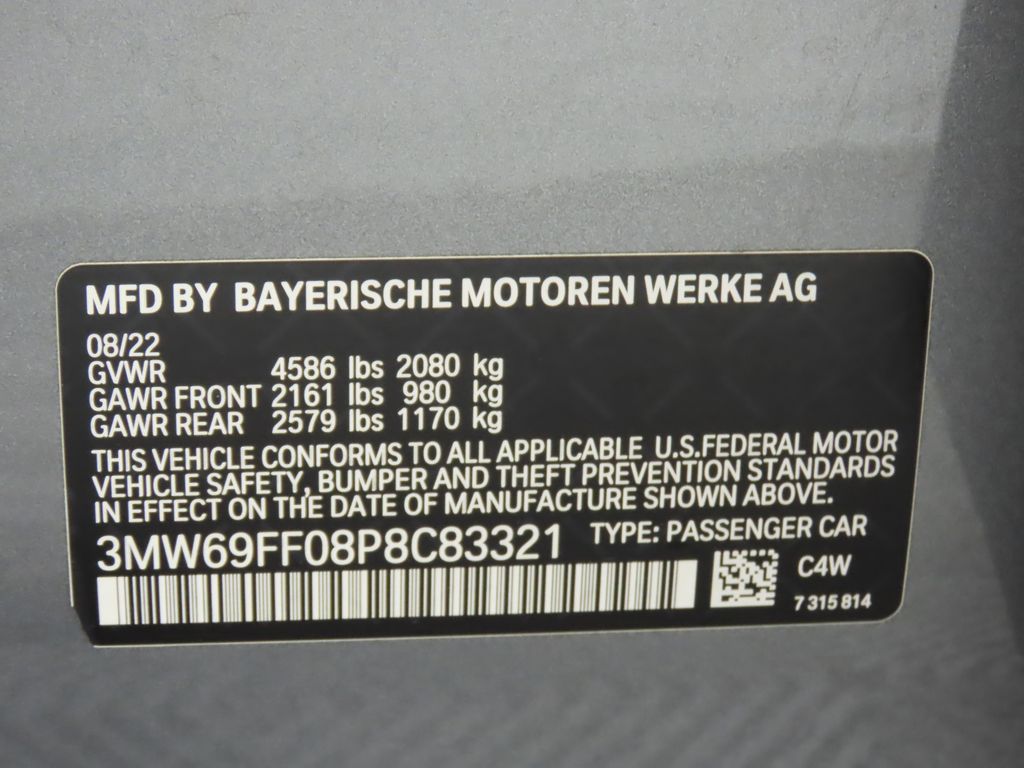 MFD BY BAYERISCHE MOTOREN WERKE AG
08/22
GVWR 4586 lbs 2080 kg
GAWR FRONT 2161 lbs 980 kg
GAWR REAR 2579 lbs 1170 kg
THIS VEHICLE CONFORMS TO ALL APPLICABLE U.S.FEDERAL MOTOR
VEHICLE SAFETY, BUMPER AND THEFT PREVENTION STANDARDS
IN EFFECT ON THE DATE OF MANUFACTURE SHOWN ABOVE.
3MW69FF08P8C83321 TYPE: PASSENGER CAR
C4W
7 315 814